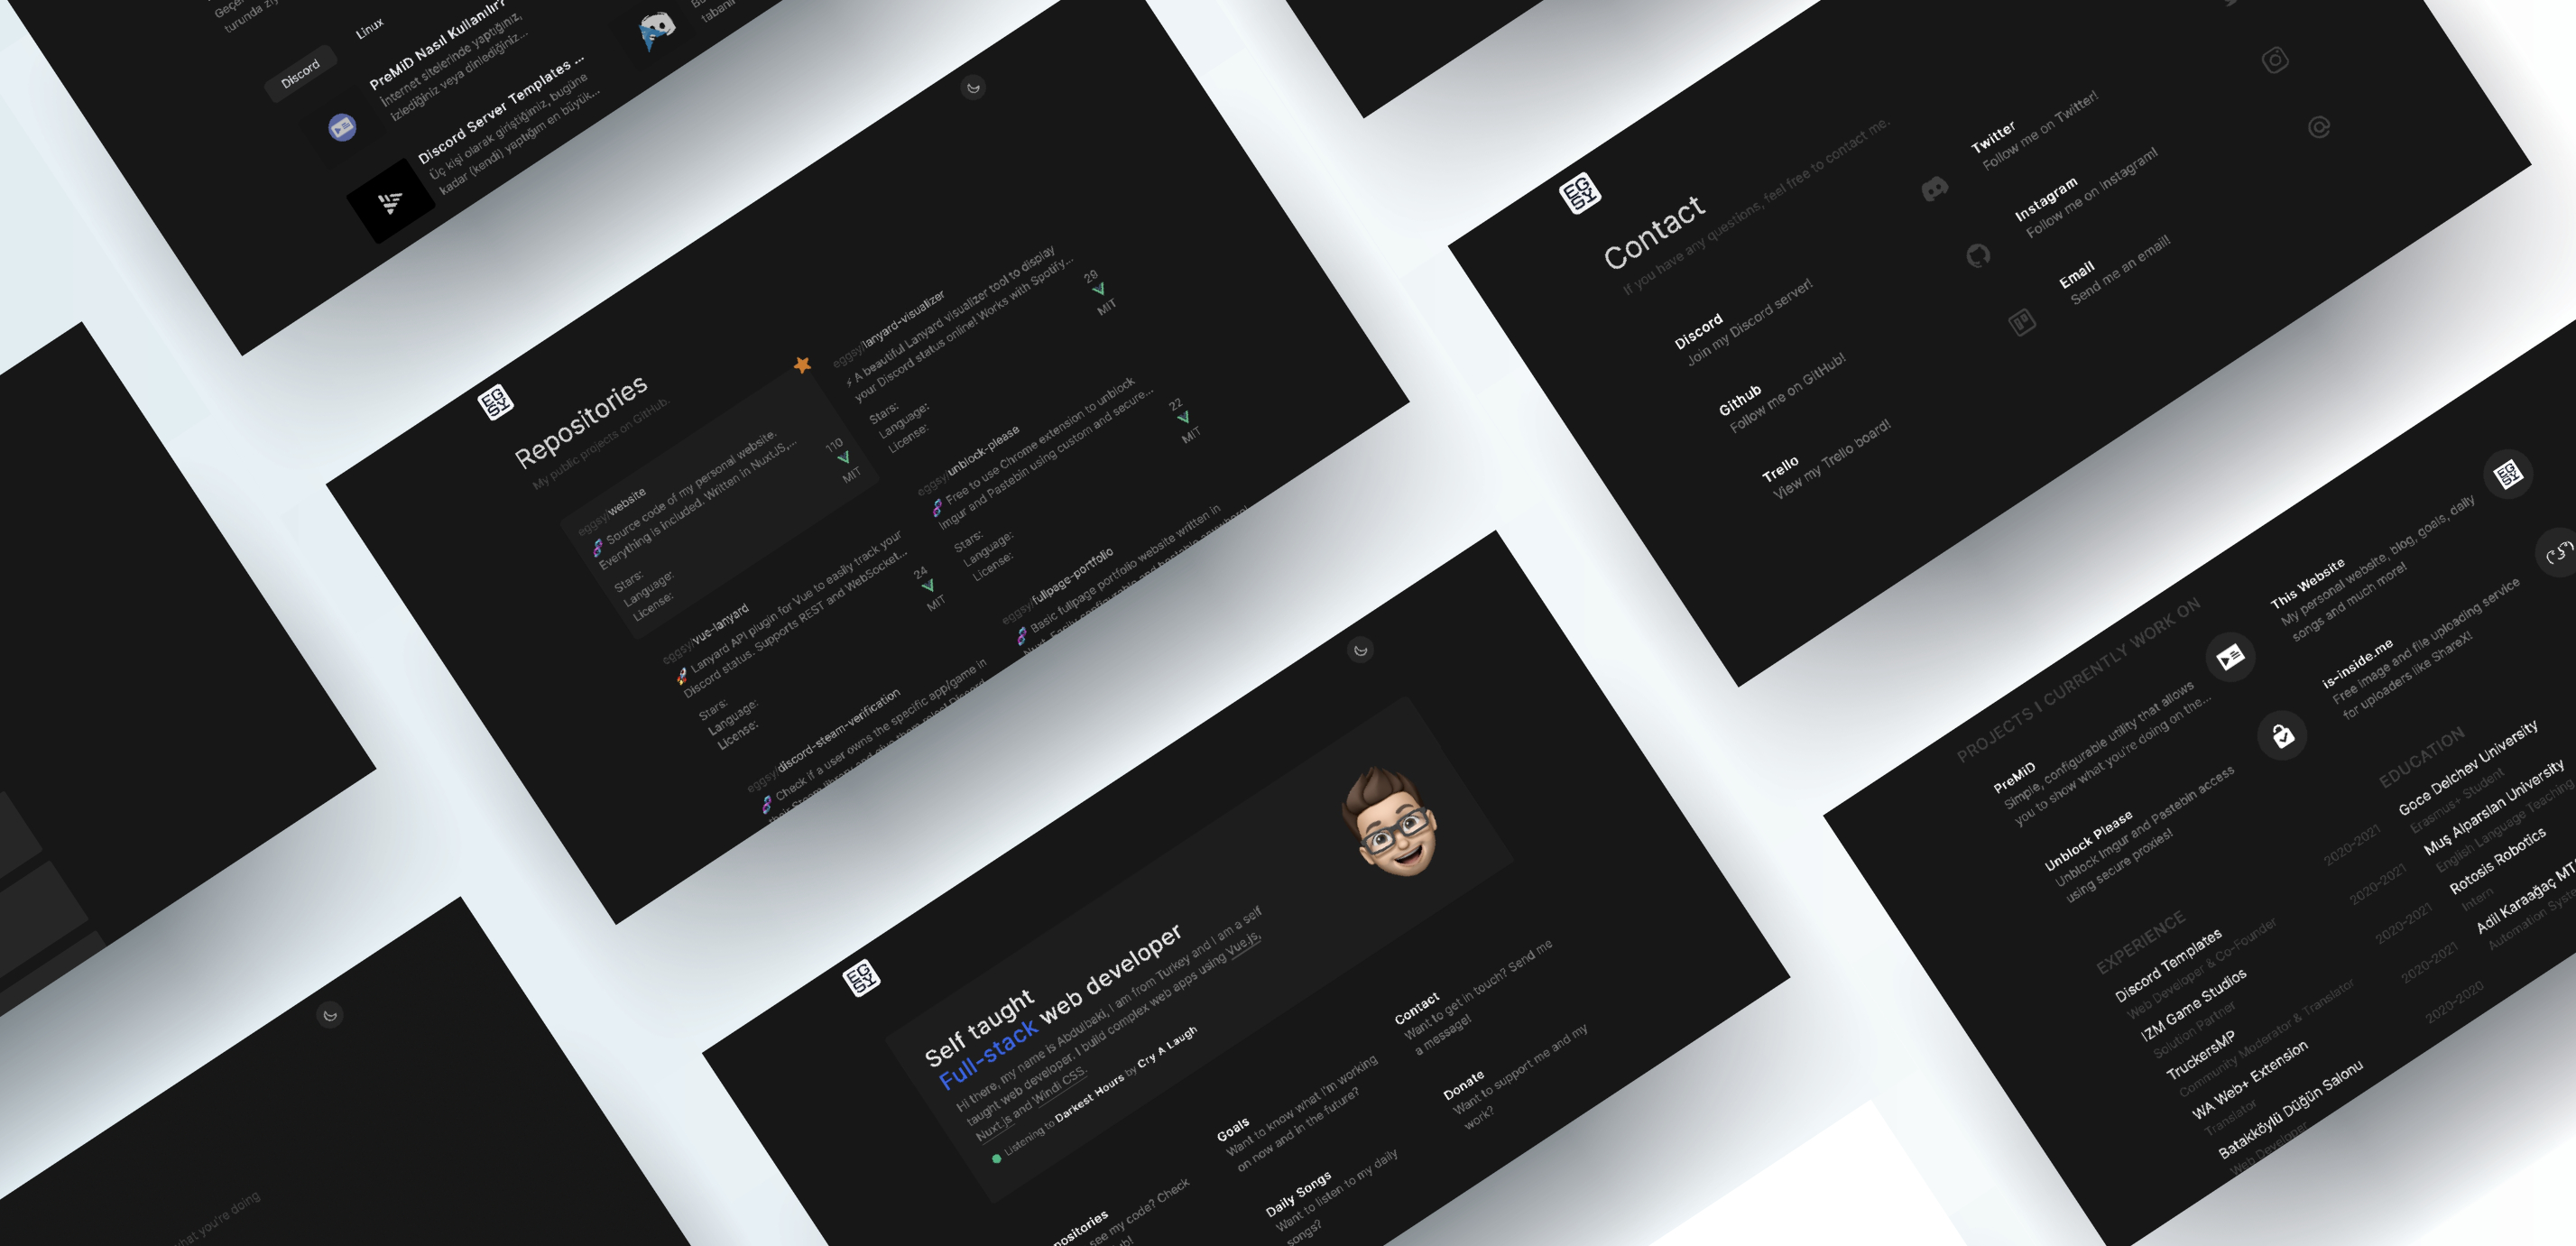 Geçen
turunda ziy
Discord
Linux
PreMiD Nasıl Kullanılır?
İnternet sitelerinde yaptığınız,
izlediğiniz veya dinlediğiniz...
Discord Server Templates ...
Üç kişi olarak giriştiğimiz, bugüne
kadar (kendi) yaptığım en büyük...
tabanlı
EGSY
Repositories
My public projects on GitHub.
eggsy/website
Source code of my personal website.
Everything is included. Written in NuxtJS,...
Stars:
110
Language:
License:
MIT
eggsy/lanyard-visualizer
⚡ A beautiful Lanyard visualizer tool to display
your Discord status online! Works with Spotify...
Stars:
29
Language:
License:
MIT
eggsy/vue-lanyard
🚀 Lanyard API plugin for Vue to easily track your
Discord status. Supports REST and WebSocket...
Stars:
24
Language:
License:
MIT
eggsy/unblock-please
Free to use Chrome extension to unblock
Imgur and Pastebin using custom and secure...
Stars:
22
Language:
License:
MIT
eggsy/discord-steam-verification
Check if a user owns the specific app/game in
eggsy/fullpage-portfolio
Basic fullpage portfolio website written in
EGSY
Contact
If you have any questions, feel free to contact me.
Discord
Join my Discord server!
Twitter
Follow me on Twitter!
Github
Follow me on GitHub!
Instagram
Follow me on Instagram!
Trello
View my Trello board!
Email
Send me an email!
EGSY
Self taught
Full-stack web developer
Hi there, my name is Abdulbaki, I am from Turkey and I am a self
taught web developer. I build complex web apps using Vue.js,
Nuxt.js and Windi CSS.
Listening to Darkest Hours by Cry A Laugh
Goals
Want to know what I'm working
on now and in the future?
Contact
Want to get in touch? Send me
a message!
positories
see my code? Check
Daily Songs
Want to listen to my daily
songs?
Donate
Want to support me and my
work?
PROJECTS I CURRENTLY WORK ON
PreMiD
Simple, configurable utility that allows
you to show what you're doing on the...
This Website
My personal website, blog, goals, daily
songs and much more!
EGSY
Unblock Please
Unblock Imgur and Pastebin access
using secure proxies!
is-inside.me
Free image and file uploading service
for uploaders like ShareX!
EXPERIENCE
Discord Templates
Web Developer & Co-Founder
2020-2021
IZM Game Studios
Solution Partner
2020-2021
TruckersMP
Community Moderator & Translator
2020-2021
WA Web+ Extension
Translator
2020-2021
Batakköylü Düğün Salonu
Web Developer
2020-2020
EDUCATION
Goce Delchev University
Erasmus+ Student
Muş Alparslan University
English Language Teaching
Rotosis Robotics
Intern
Adil Karaağaç MT
Automation Syste
what you're doing